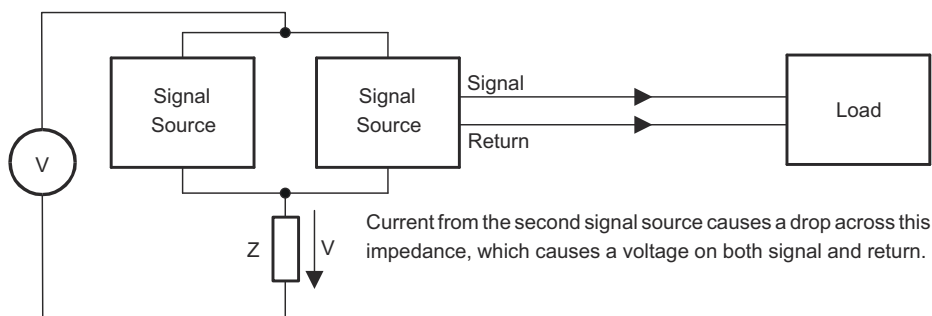 Signal
Source
Signal
Source
Signal
Return
Load
V
Z
V
Current from the second signal source causes a drop across this
impedance, which causes a voltage on both signal and return.